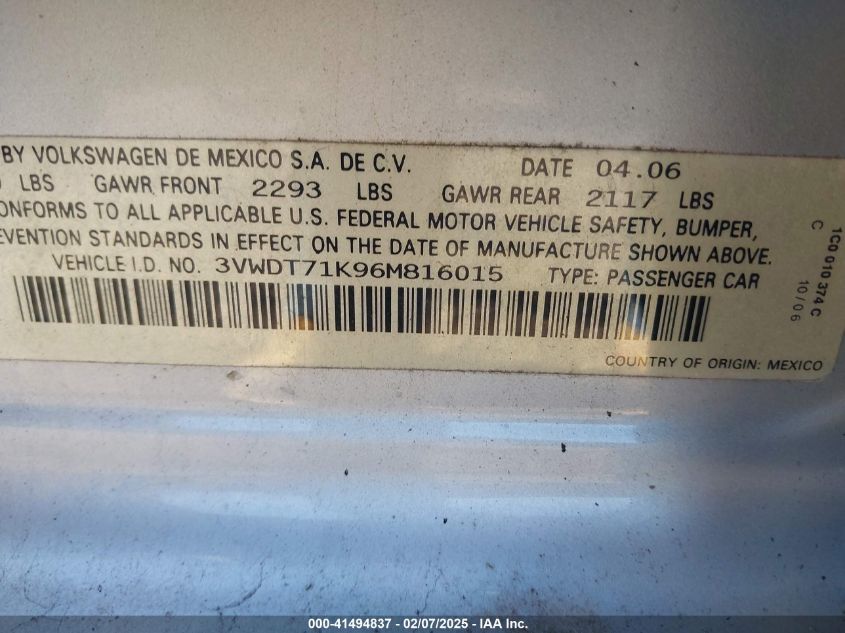 BY VOLKSWAGEN DE MEXICO S.A. DE C.V. DATE 04.06
LBS GAWR FRONT 2293 LBS GAWR REAR 2117 LBS
ONFORMS TO ALL APPLICABLE U.S. FEDERAL MOTOR VEHICLE SAFETY, BUMPER,
EVENTION STANDARDS IN EFFECT ON THE DATE OF MANUFACTURE SHOWN ABOVE.
VEHICLE I.D. NO. 3VWDT71K96M816015 TYPE: PASSENGER CAR
COUNTRY OF ORIGIN: MEXICO
1C0 010 374 C
C 10/06
000-41494837 - 02/07/2025 - IAA Inc.